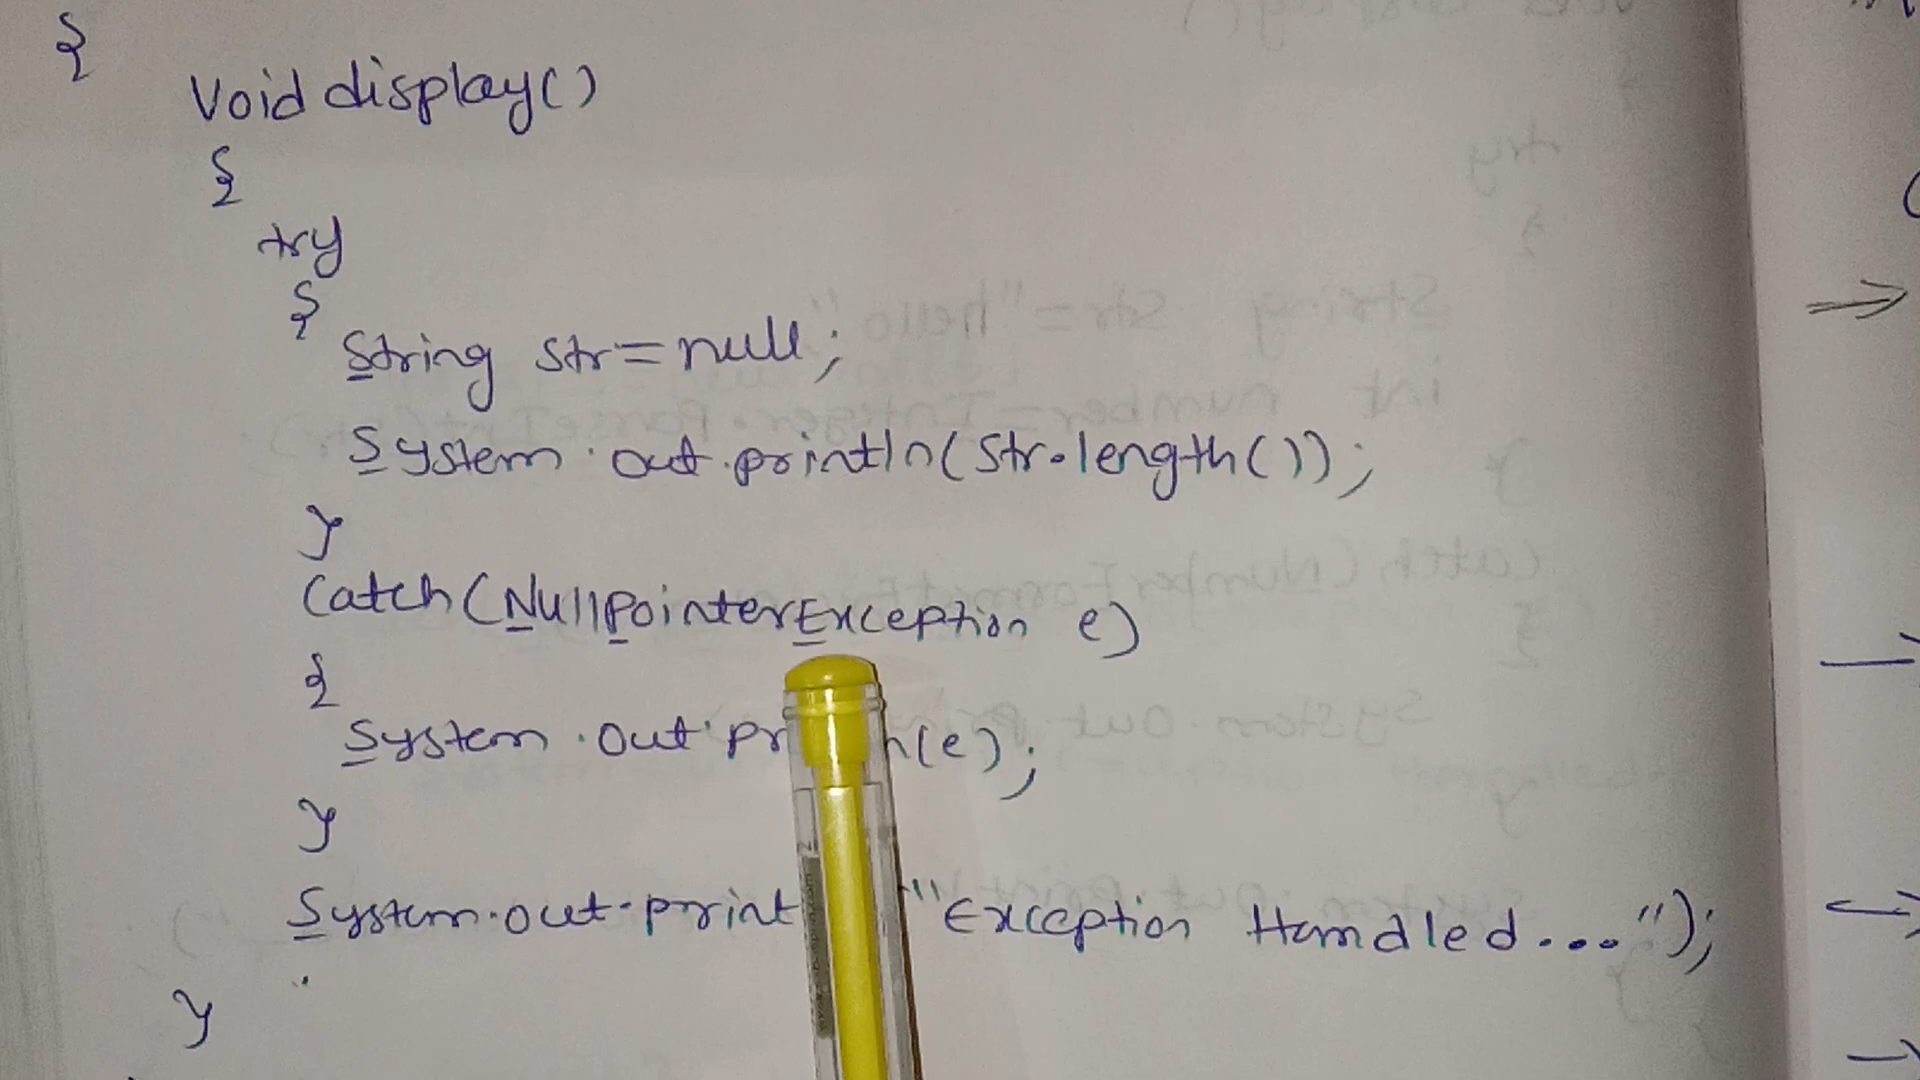 {
Void display()
{
try
{
String str=null;
System.out.println(str.length());
}
Catch(NullPointerException e)
{
System.out.pr n(e);
}
System.out.print "Exception Handled...");
}